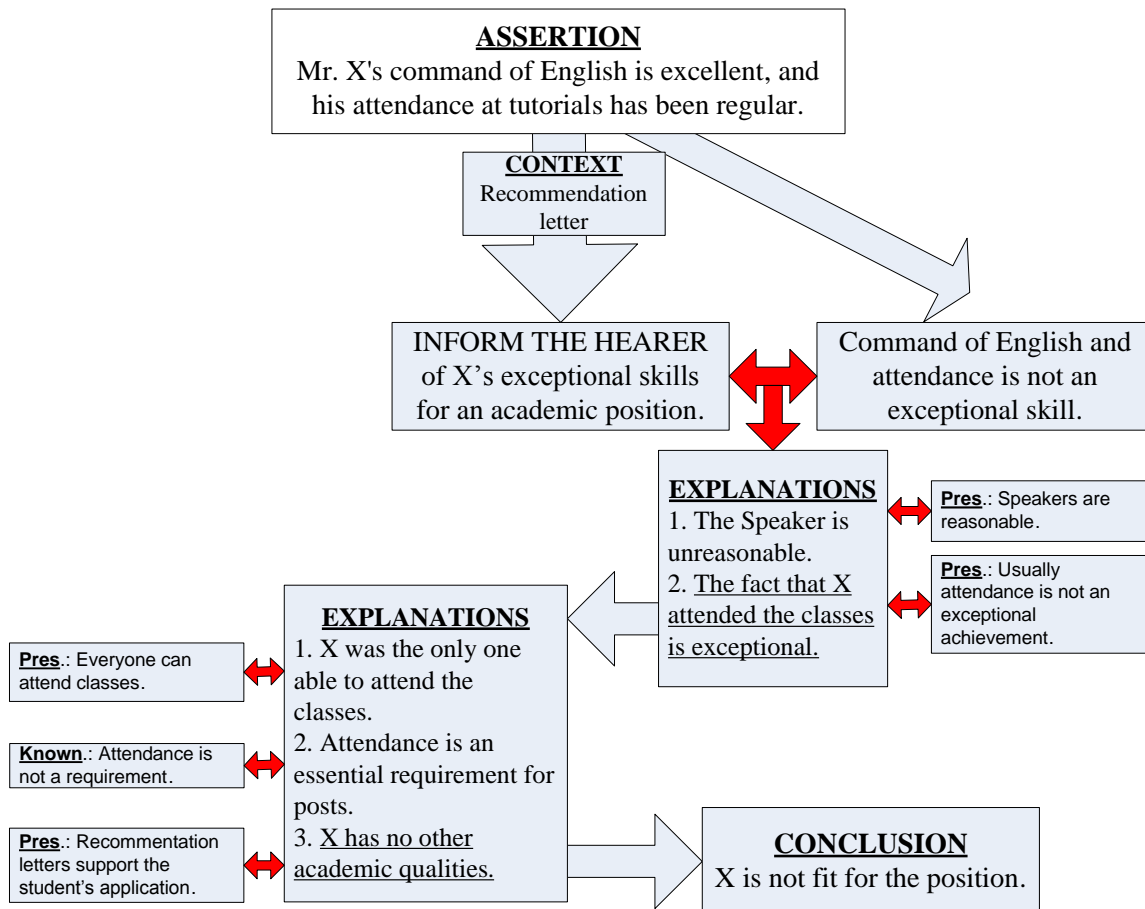 ASSERTION
Mr. X's command of English is excellent, and
his attendance at tutorials has been regular.
CONTEXT
Recommendation
letter
INFORM THE HEARER
of X’s exceptional skills
for an academic position.
Command of English and
attendance is not an
exceptional skill.
EXPLANATIONS
1. The Speaker is
unreasonable.
2. The fact that X
attended the classes
is exceptional.
Pres.: Speakers are
reasonable.
Pres.: Usually
attendance is not an
exceptional
achievement.
EXPLANATIONS
1. X was the only one
able to attend the
classes.
2. Attendance is an
essential requirement for
posts.
3. X has no other
academic qualities.
Pres.: Everyone can
attend classes.
Known.: Attendance is
not a requirement.
Pres.: Recommentation
letters support the
student’s application.
CONCLUSION
X is not fit for the position.